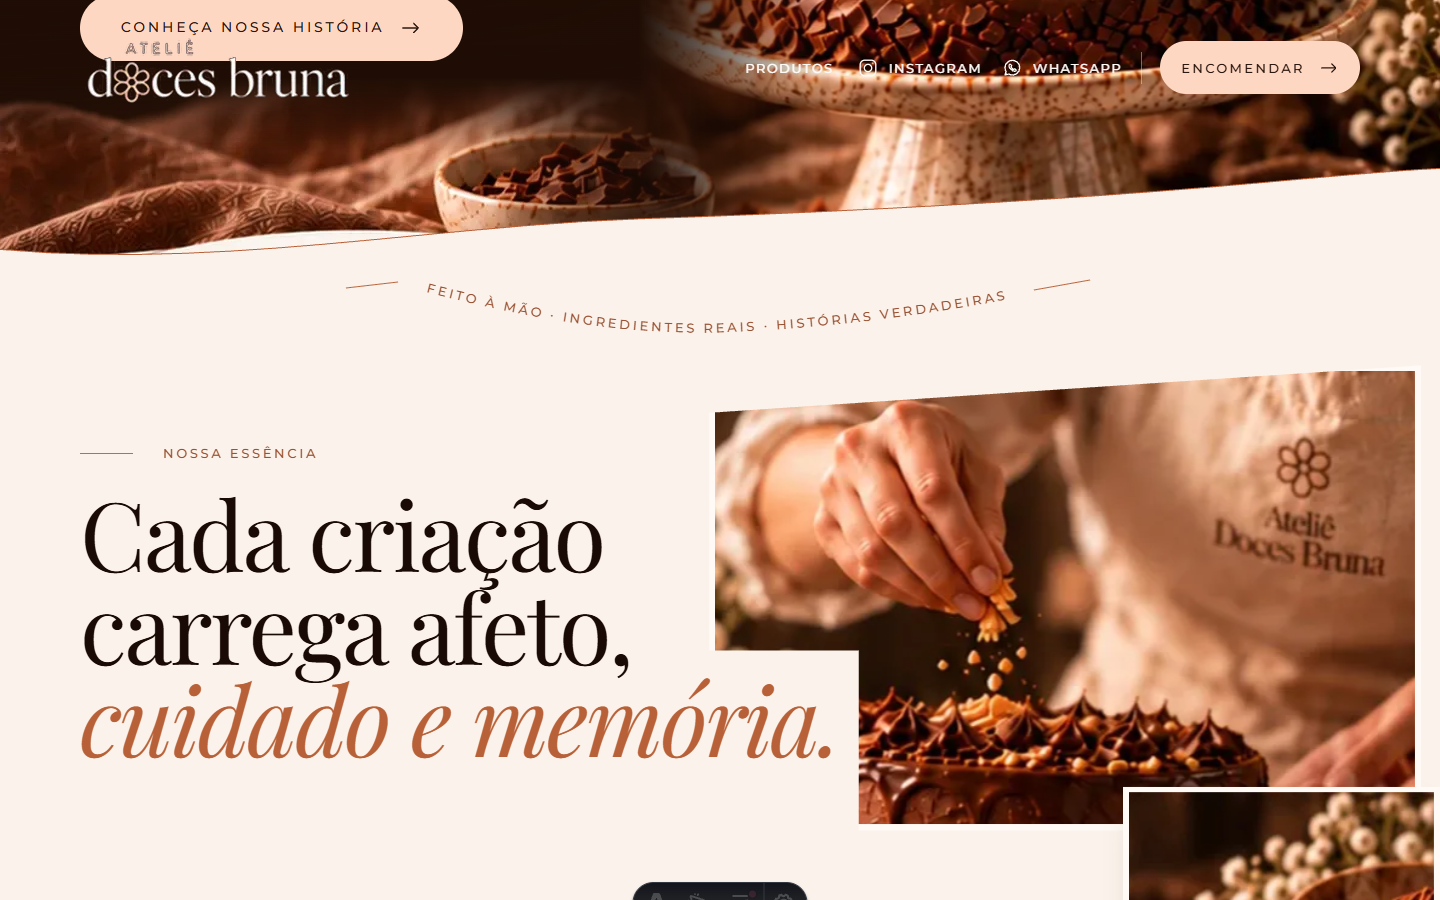 CONHEÇA NOSSA HISTÓRIA
ATELIÊ
doces bruna
PRODUTOS
INSTAGRAM
WHATSAPP
ENCOMENDAR
FEITO À MÃO · INGREDIENTES REAIS · HISTÓRIAS VERDADEIRAS
NOSSA ESSÊNCIA
Cada criação
carrega afeto,
cuidado e memória.
Ateliê
Doces Bruna